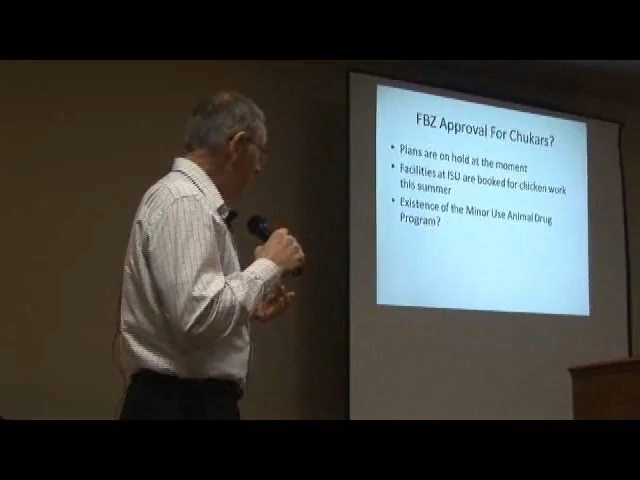 FBZ Approval For Chukars?
• Plans are on hold at the moment
• Facilities at ISU are booked for chicken work
this summer
• Existence of the Minor Use Animal Drug
Program?